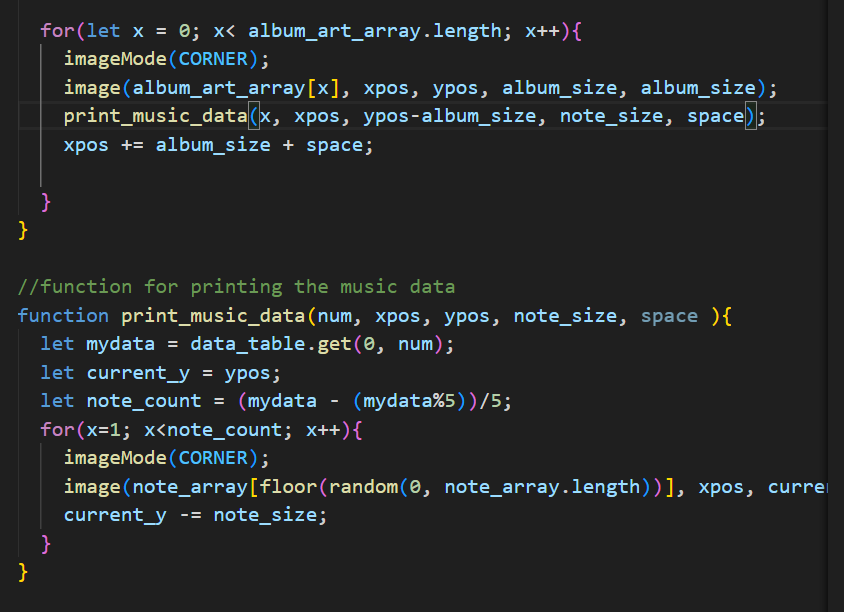 for(let x = 0; x< album_art_array.length; x++){
imageMode(CORNER);
image(album_art_array[x], xpos, ypos, album_size, album_size);
print_music_data(x, xpos, ypos-album_size, note_size, space);
xpos += album_size + space;
}
}
//function for printing the music data
function print_music_data(num, xpos, ypos, note_size, space ){
let mydata = data_table.get(0, num);
let current_y = ypos;
let note_count = (mydata - (mydata%5))/5;
for(x=1; x<note_count; x++){
imageMode(CORNER);
image(note_array[floor(random(0, note_array.length))], xpos,
current_y -= note_size;
}
}